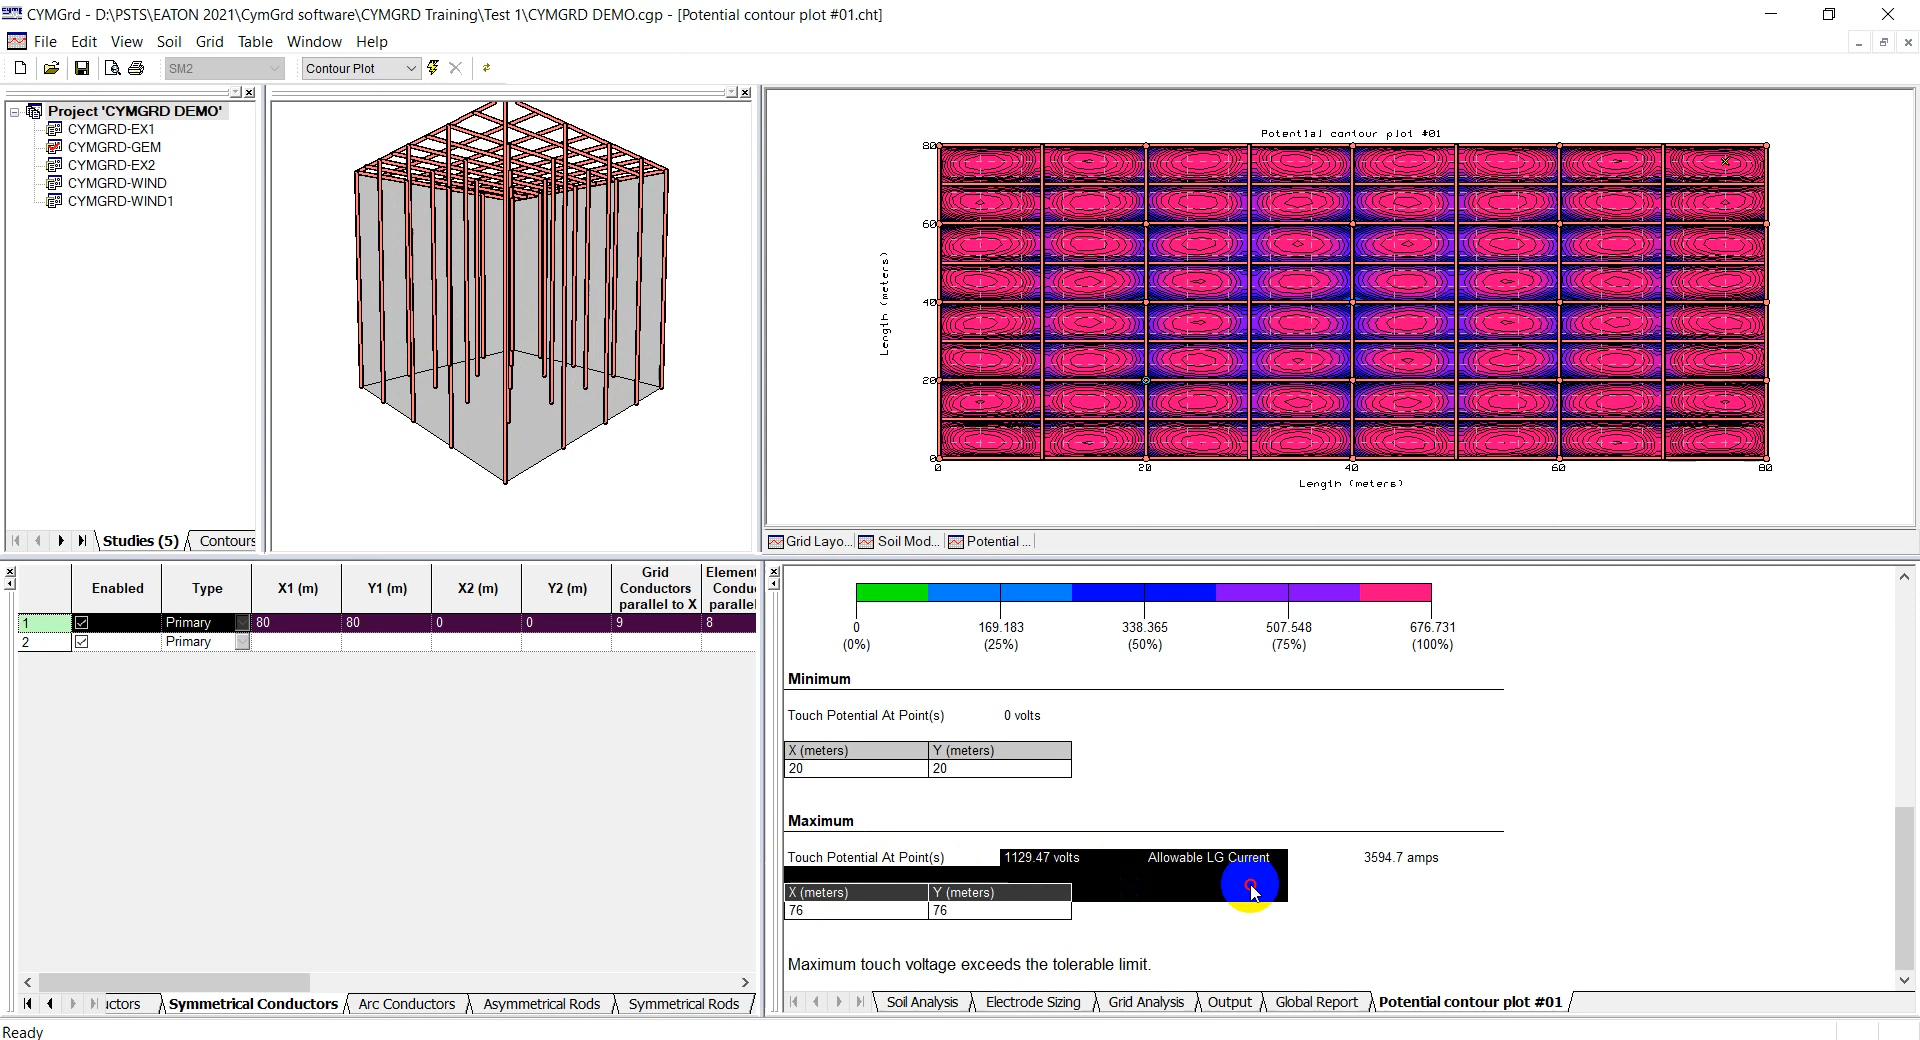 CYMGrd - D:\PSTS\EATON 2021\CymGrd software\CYMGRD Training\Test 1\CYMGRD DEMO.cgp - [Potential contour plot #01.cht]
File Edit View Soil Grid Table Window Help
SM2 Contour Plot
Project 'CYMGRD DEMO'
CYMGRD-EX1
CYMGRD-GEM
CYMGRD-EX2
CYMGRD-WIND
CYMGRD-WIND1
Studies (5) Contours
Potential contour plot #01
80
60
40
20
0
Length (meters)
0 20 40 60 80
Length (meters)
Grid Layo... Soil Mod... Potential ...
Enabled Type X1 (m) Y1 (m) X2 (m) Y2 (m) Grid Conductors parallel to X Element Condu parallel
1 Primary 80 80 0 0 9 8
2 Primary
uctors Symmetrical Conductors Arc Conductors Asymmetrical Rods Symmetrical Rods
0 169.183 338.365 507.548 676.731
(0%) (25%) (50%) (75%) (100%)
Minimum
Touch Potential At Point(s) 0 volts
X (meters) Y (meters)
20 20
Maximum
Touch Potential At Point(s) 1129.47 volts Allowable LG Current 3594.7 amps
X (meters) Y (meters)
76 76
Maximum touch voltage exceeds the tolerable limit.
Soil Analysis Electrode Sizing Grid Analysis Output Global Report Potential contour plot #01
Ready